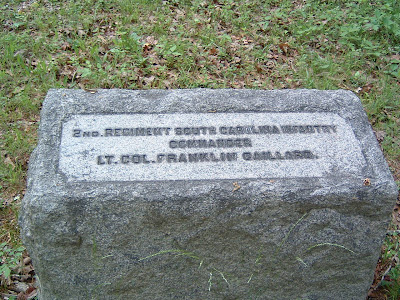 2ND. REGIMENT SOUTH CAROLINA INFANTRY
COMMANDER
LT. COL. FRANKLIN GAILLARD.